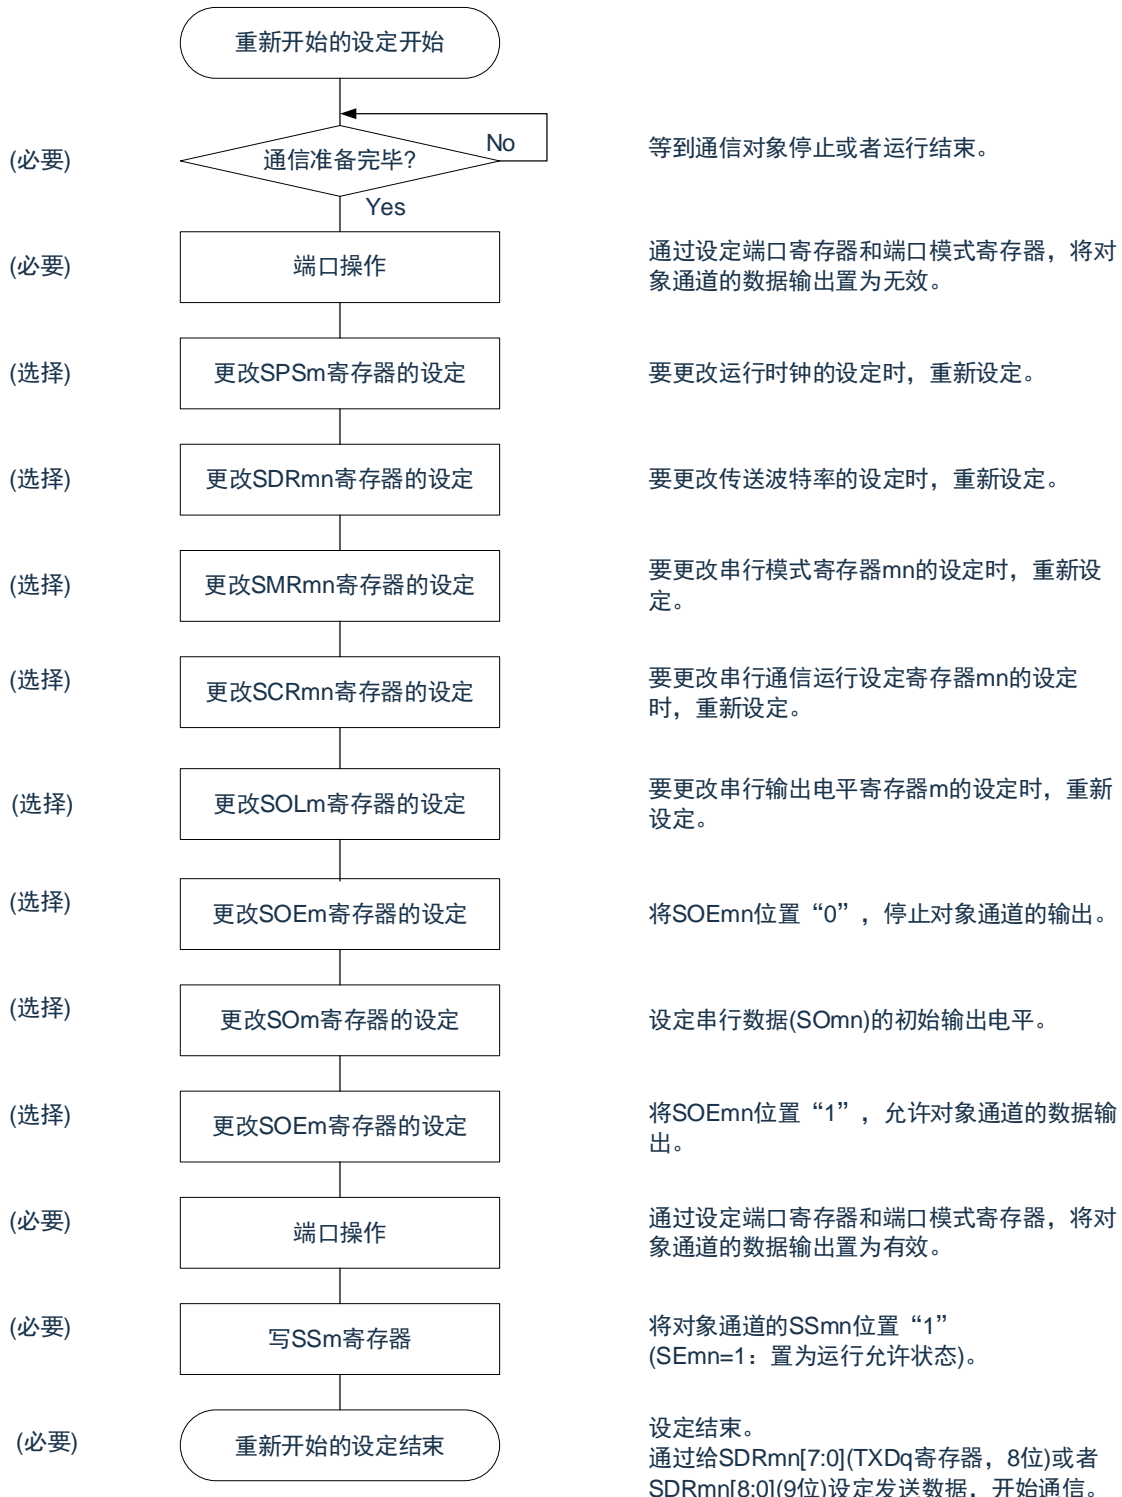 重新开始的设定开始
(必要)
通信准备完毕?
No
等到通信对象停止或者运行结束。
Yes
(必要)
端口操作
通过设定端口寄存器和端口模式寄存器，将对
象通道的数据输出置为无效。
(选择)
更改SPSm寄存器的设定
要更改运行时钟的设定时，重新设定。
(选择)
更改SDRmn寄存器的设定
要更改传送波特率的设定时，重新设定。
(选择)
更改SMRmn寄存器的设定
要更改串行模式寄存器mn的设定时，重新设
定。
(选择)
更改SCRmn寄存器的设定
要更改串行通信运行设定寄存器mn的设定
时，重新设定。
(选择)
更改SOLm寄存器的设定
要更改串行输出电平寄存器m的设定时，重新
设定。
(选择)
更改SOEm寄存器的设定
将SOEmn位置“0”，停止对象通道的输出。
(选择)
更改SOm寄存器的设定
设定串行数据(SOmn)的初始输出电平。
(选择)
更改SOEm寄存器的设定
将SOEmn位置“1”，允许对象通道的数据输
出。
(必要)
端口操作
通过设定端口寄存器和端口模式寄存器，将对
象通道的数据输出置为有效。
(必要)
写SSm寄存器
将对象通道的SSmn位置“1”
(SEmn=1：置为运行允许状态)。
(必要)
重新开始的设定结束
设定结束。
通过给SDRmn[7:0](TXDq寄存器，8位)或者
SDRmn[8:0](9位)设定发送数据，开始通信。